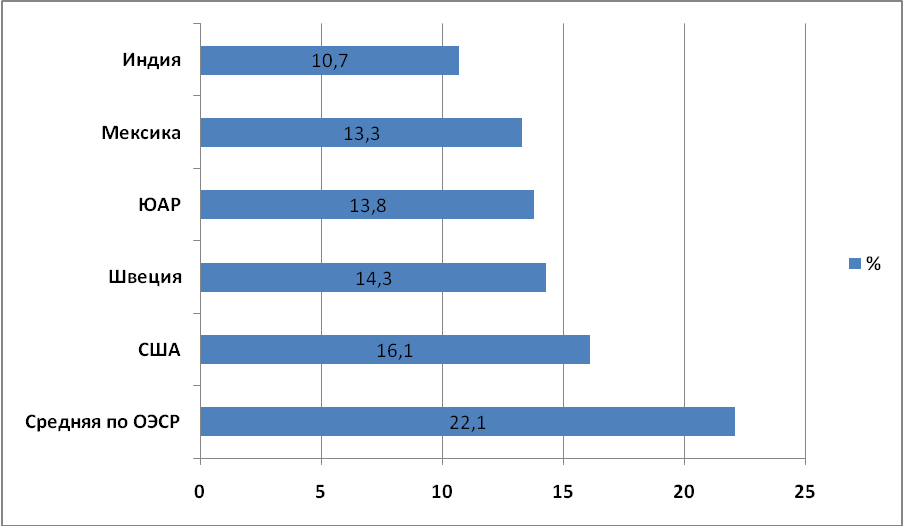 Индия
10,7
Мексика
13,3
ЮАР
13,8
Швеция
14,3
США
16,1
Средняя по ОЭСР
22,1
0 5 10 15 20 25
%